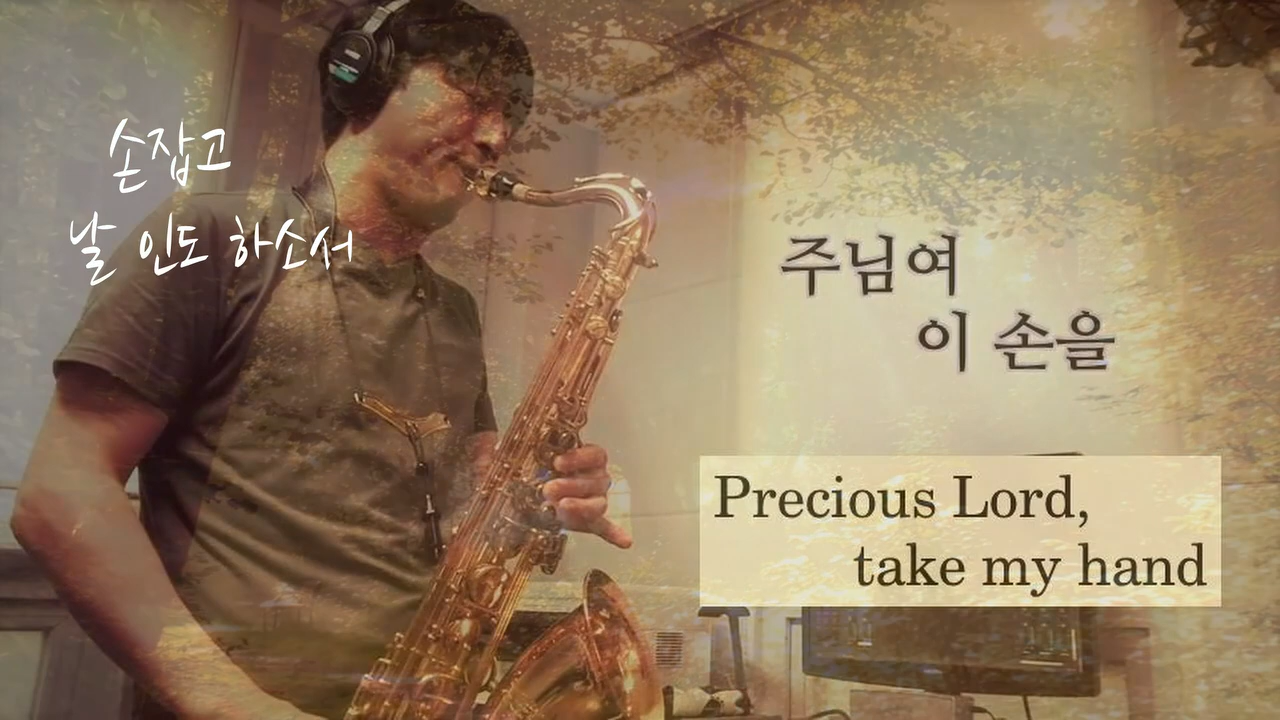 손잡고
날 인도 하소서
주님여
이 손을
Precious Lord,
take my hand